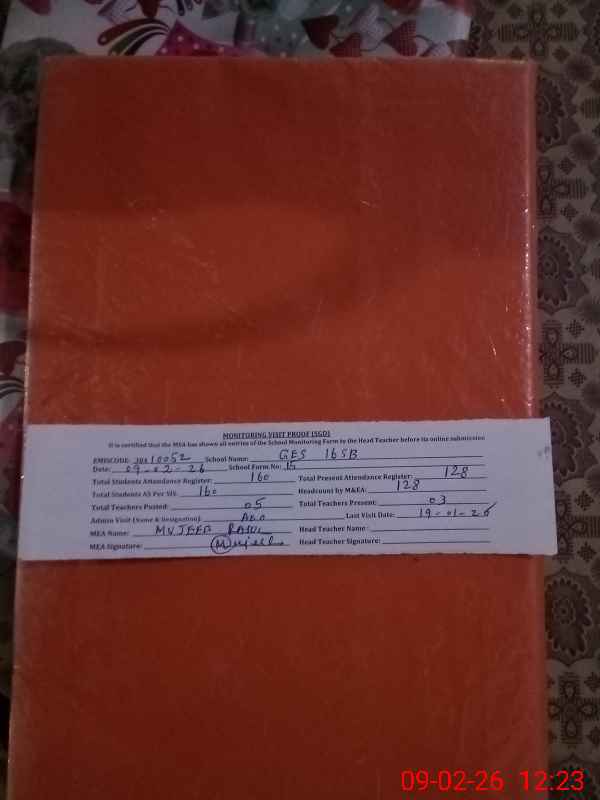 MONITORING VISIT PROOF (SGD)
It is certified that the MEA has shown all entries of the School Monitoring Form to the Head Teacher before its online submission
EMISCODE: 10052 School Name: GES 16SB
Date: 09-02-26 School Form No: 15
Total Students Attendance Register: 160 Total Present Attendance Register: 128
Total Students AS Per SIS: 160 Headcount by M&EA: 128
Total Teachers Posted: 05 Total Teachers Present: 03
Admin Visit (Name & Designation) Last Visit Date: 19-01-26
MEA Name: MUJEEB RASUL Head Teacher Name:
MEA Signature: Mujeeb Head Teacher Signature:
09-02-26 12:23